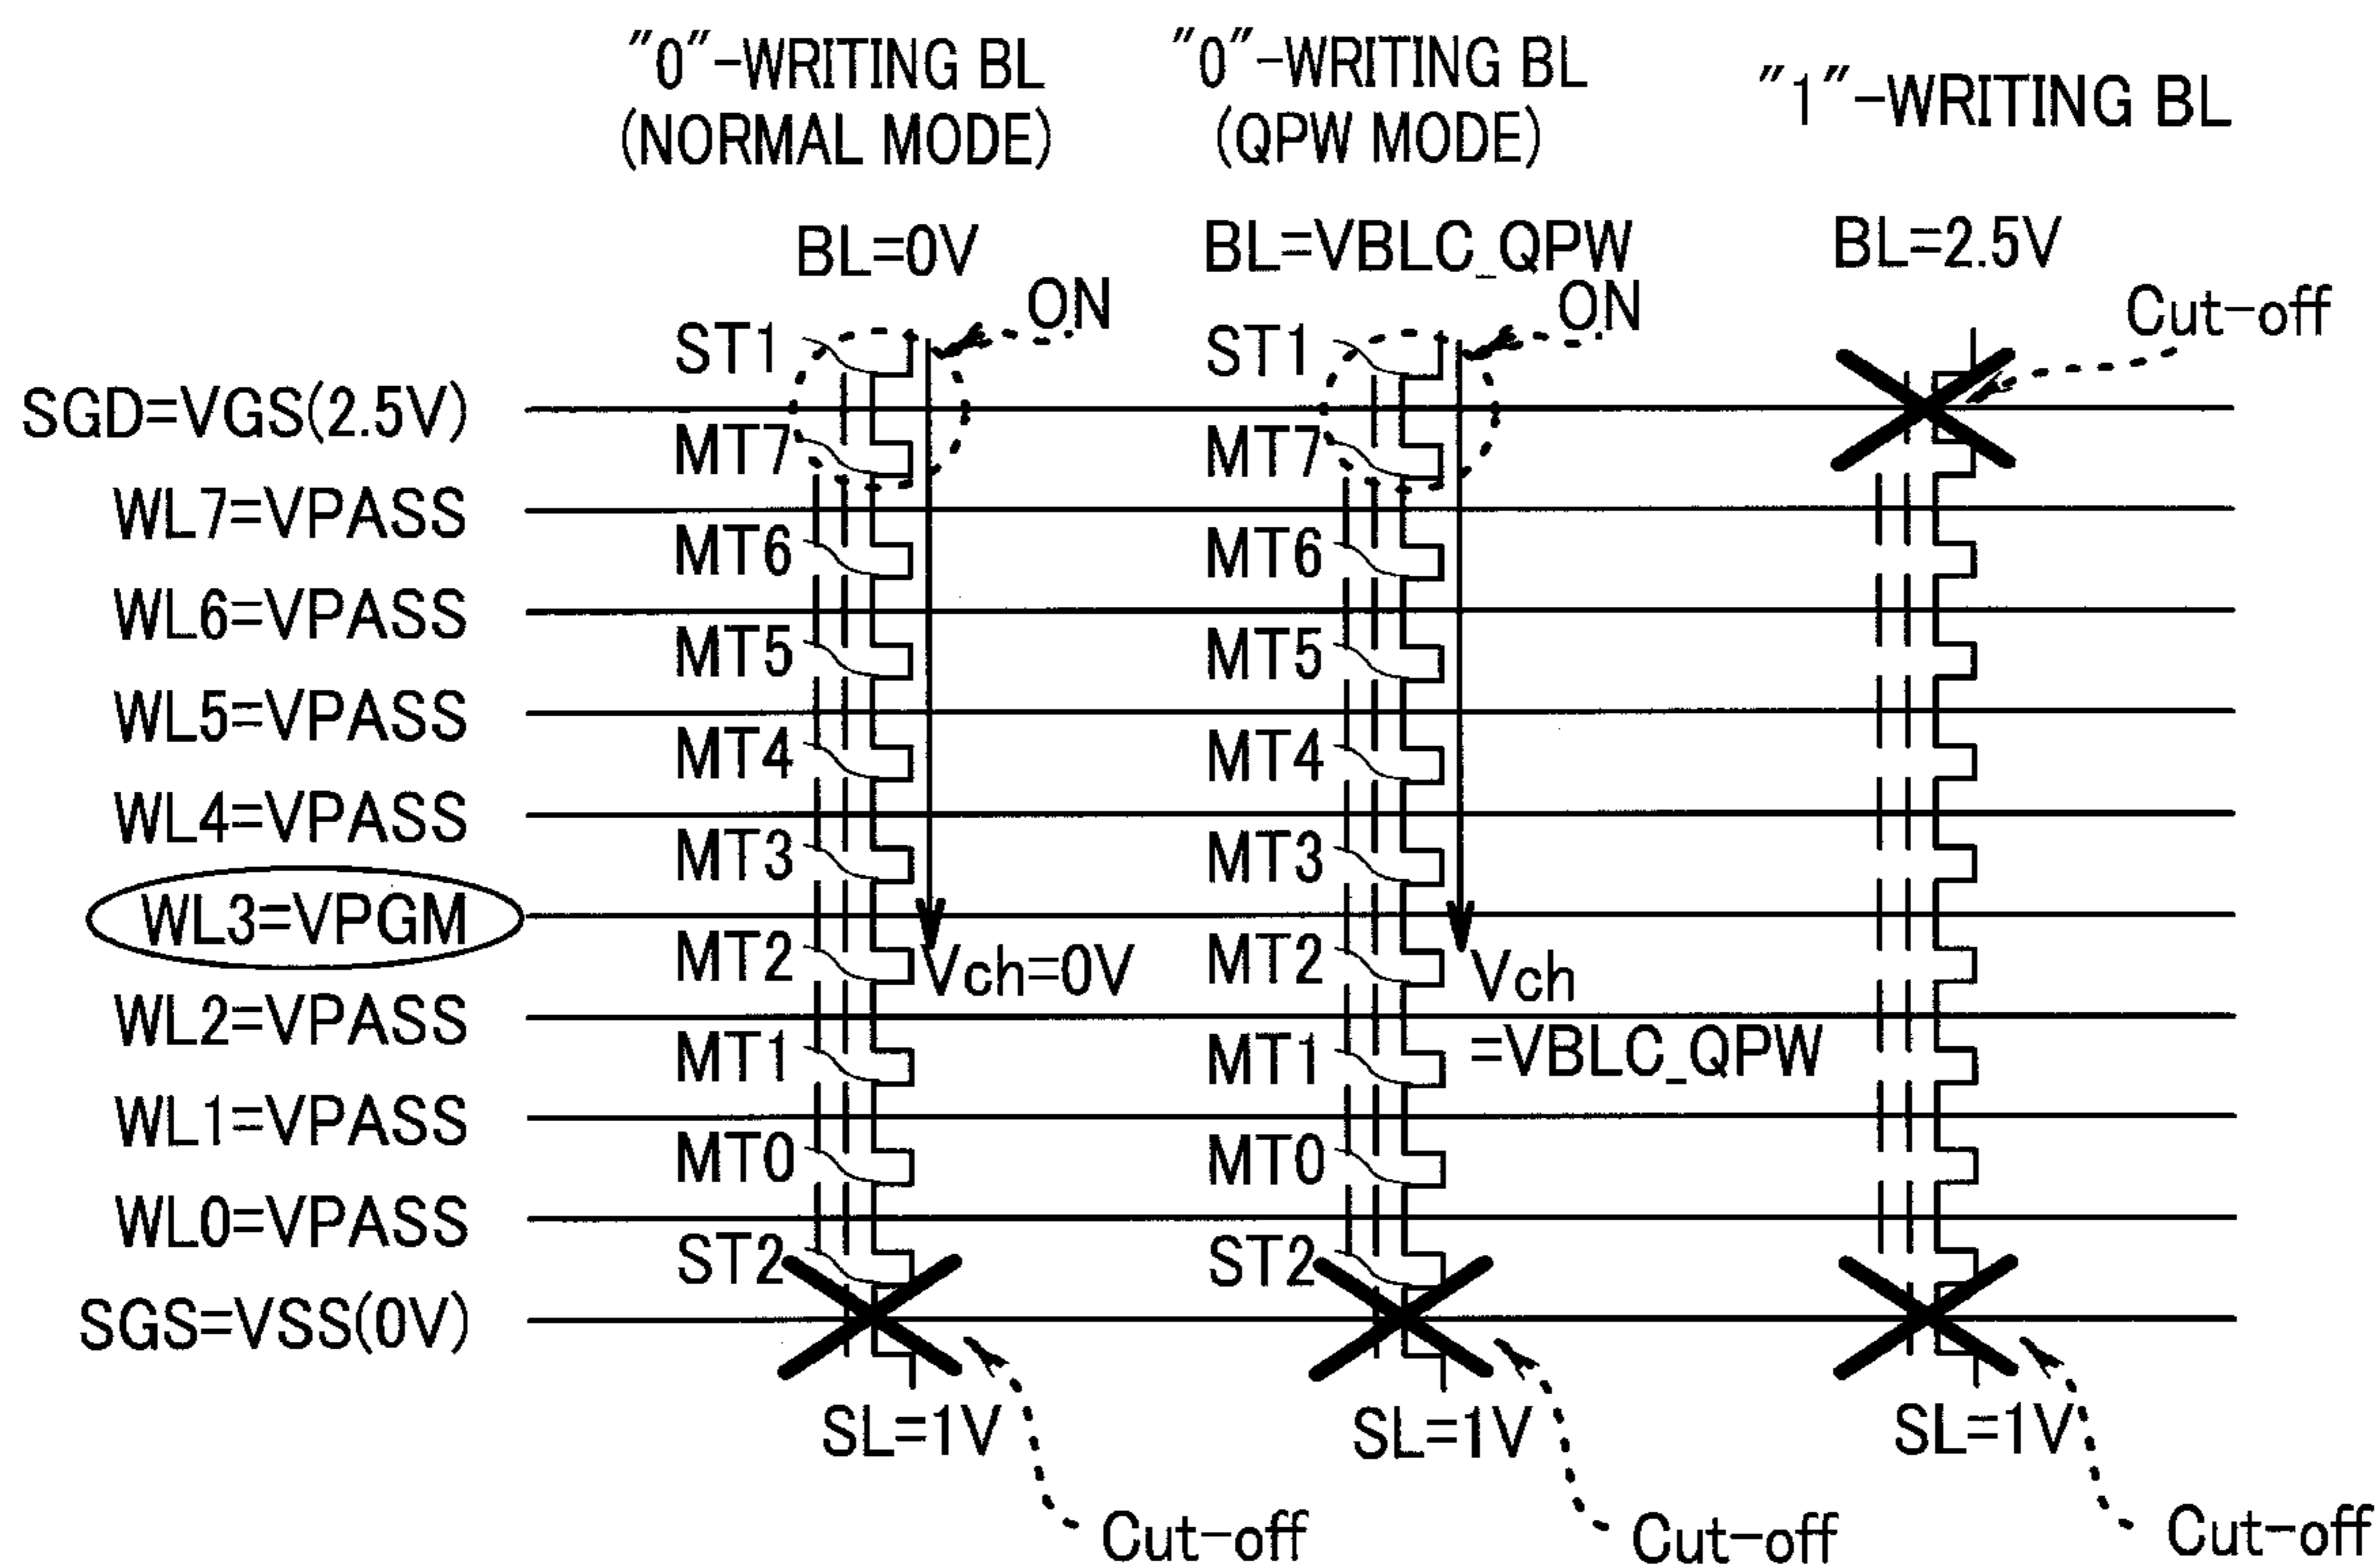 "0"-WRITING BL
(NORMAL MODE)
"0"-WRITING BL
(QPW MODE)
"1"-WRITING BL
BL=0V
BL=VBLC_QPW
BL=2.5V
ON
ON
Cut-off
ST1
ST1
SGD=VGS(2.5V)
MT7
MT7
WL7=VPASS
MT6
MT6
WL6=VPASS
MT5
MT5
WL5=VPASS
MT4
MT4
WL4=VPASS
MT3
MT3
WL3=VPGM
MT2
Vch=0V
MT2
Vch
=VBLC_QPW
WL2=VPASS
MT1
MT1
WL1=VPASS
MT0
MT0
WL0=VPASS
ST2
ST2
SGS=VSS(0V)
SL=1V
SL=1V
SL=1V
Cut-off
Cut-off
Cut-off